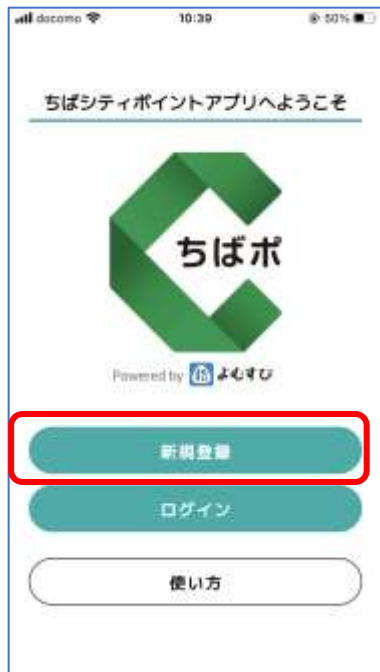 docomo 10:39 50%
ちばシティポイントアプリへようこそ
ちばポ
Powered by よむすび
新規登録
ログイン
使い方